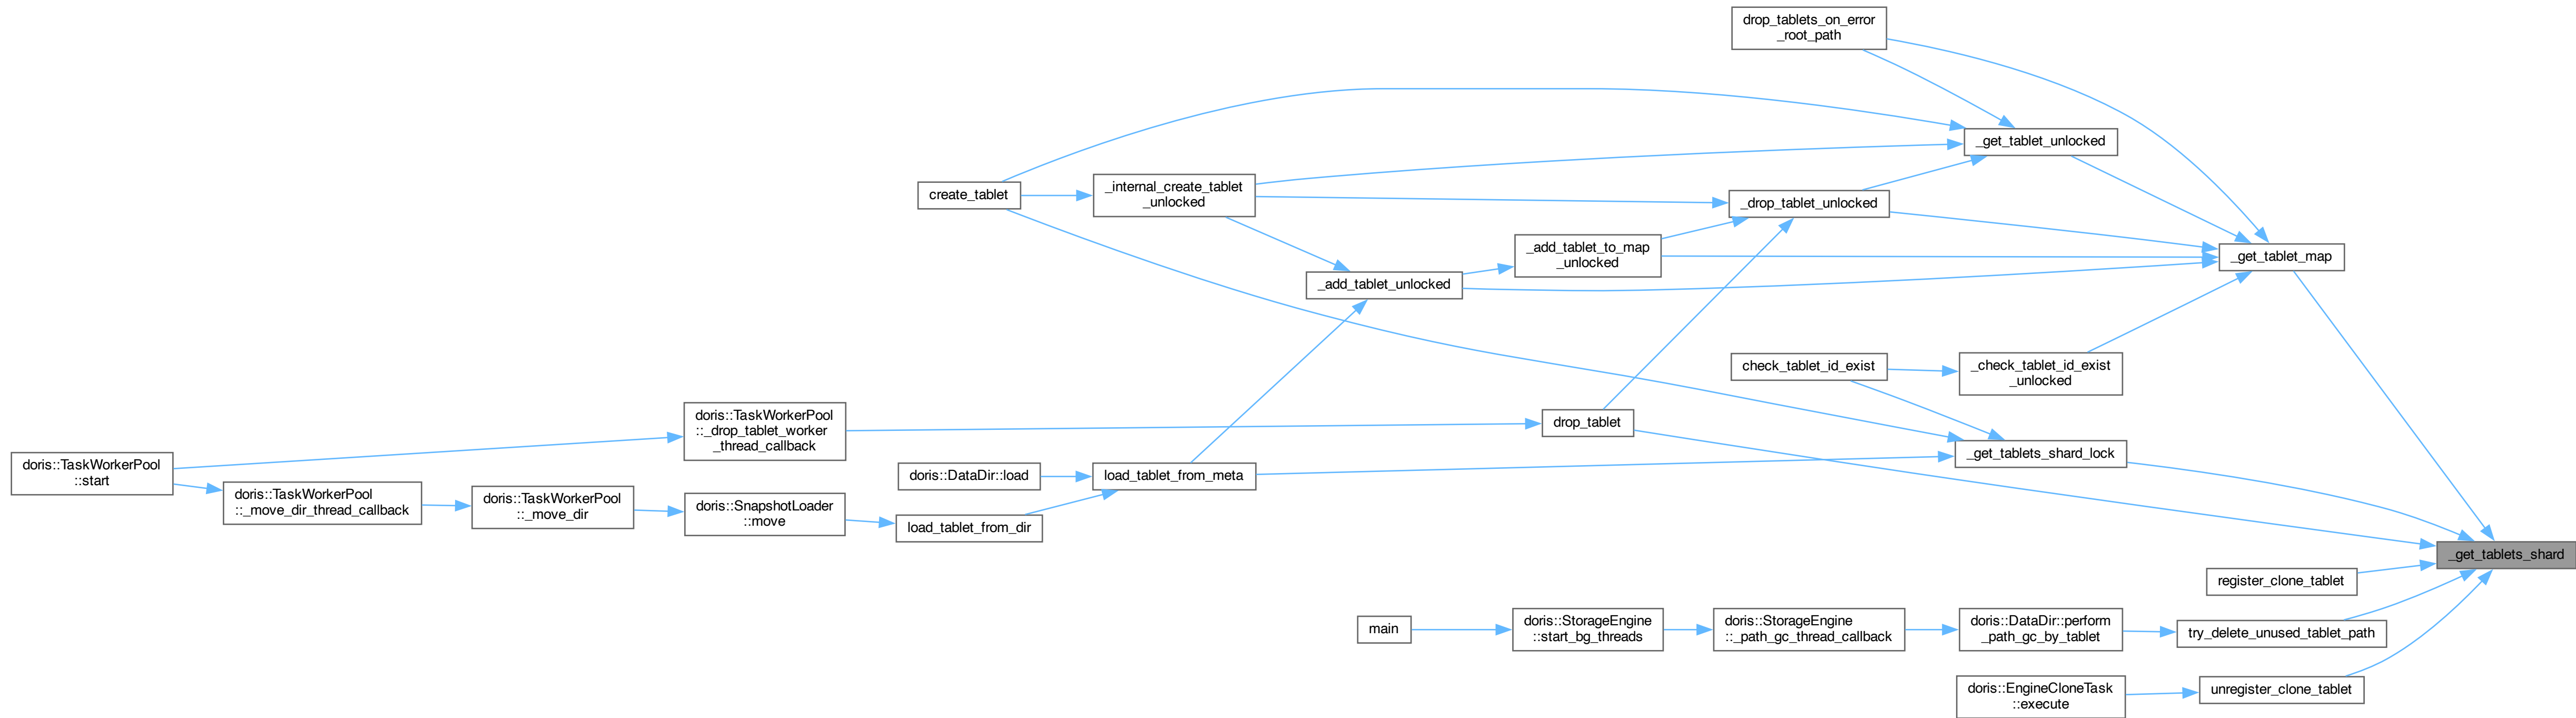 drop_tablets_on_error
_root_path
_get_tablet_unlocked
create_tablet
_internal_create_tablet
_unlocked
_drop_tablet_unlocked
_add_tablet_to_map
_unlocked
_get_tablet_map
_add_tablet_unlocked
check_tablet_id_exist
_check_tablet_id_exist
_unlocked
doris::TaskWorkerPool
::_drop_tablet_worker
_thread_callback
drop_tablet
_get_tablets_shard_lock
doris::TaskWorkerPool
::start
doris::DataDir::load
load_tablet_from_meta
doris::TaskWorkerPool
::_move_dir_thread_callback
doris::TaskWorkerPool
::_move_dir
doris::SnapshotLoader
::move
load_tablet_from_dir
_get_tablets_shard
register_clone_tablet
main
doris::StorageEngine
::start_bg_threads
doris::StorageEngine
::_path_gc_thread_callback
doris::DataDir::perform
_path_gc_by_tablet
try_delete_unused_tablet_path
doris::EngineCloneTask
::execute
unregister_clone_tablet